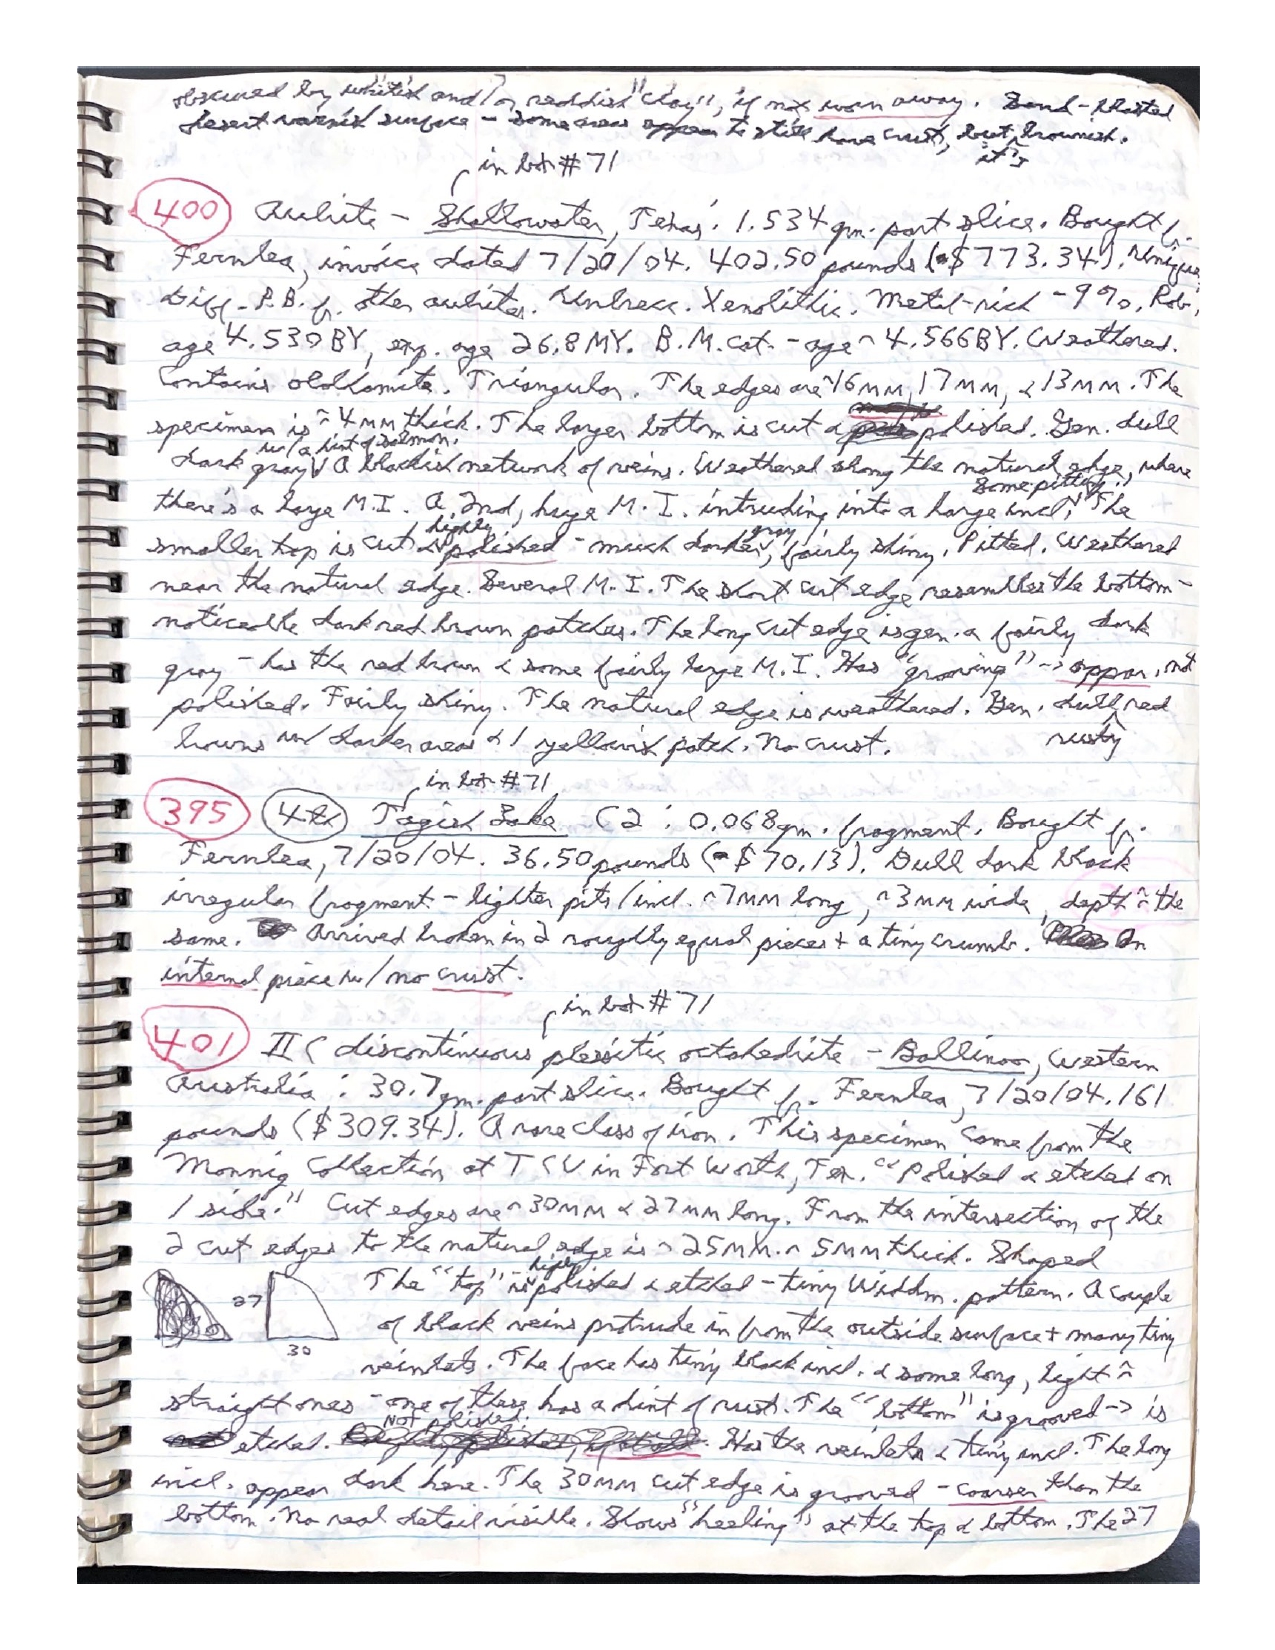 obscured by whitish and/or reddish "clay", if not worn away. Sand-blasted
desert varnish surface - some areas appear to still have crust, but it's brownish.
in lot #71
400 Aubrite - Shallowater, Texas: 1.534 gm. part slice. Bought f.
Fernlea, invoice dated 7/20/04. 402.50 pounds (~$773.34). Unique,
Diff. P.B. f. other aubrites. Unbrecc. Xenolithic. Metal-rich - 9%. Rob.,
age 4.530 BY, exp. age 26.8 MY. B.M. cat. - age ~ 4.566 BY. Weathered.
Contains oldhamite. Triangular. The edges are ~16mm, 17mm, & 13mm. The
specimen is ~4mm thick. The larger bottom is cut & polished. Gen. dull
w/a hint of salmon.
dark gray. A blackish network of veins. Weathered along the natural edge, where
some pitting.
there's a large M.I. A 2nd, huge M.I. intruding into a large incl. The
highly gray
smaller top is cut & polished - much darker, fairly shiny. Pitted. Weathered
near the natural edge. Several M.I. The short cut edge resembles the bottom -
noticeable dark red brown patches. The long cut edge is gen. a fairly dark
gray - has the red brown & some fairly large M.I. Has "grooving" -> appar. not
polished. Fairly shiny. The natural edge is weathered. Gen. dull red
rusty
browns w/ darker areas & 1 yellowish patch. No crust.
in lot #71
395 4th Tagish Lake C2: 0.068 gm. fragment. Bought f.
Fernlea, 7/20/04. 36.50 pounds (~$70.13). Dull dark black
irregular fragment - lighter pits/incl. ~7mm long, ~3mm wide, depth ~ the
same. Arrived broken in 2 roughly equal pieces + a tiny crumb. An
internal piece w/ no crust.
in lot #71
401 IIC discontinuous plessitic octahedrite - Ballinoo, Western
Australia: 30.7 gm. part slice. Bought f. Fernlea, 7/20/04. 161
pounds ($309.34). A rare class of iron. This specimen came from the
Monnig Collection at TCU in Fort Worth, Tex. "Polished & etched on
1 side." Cut edges are ~30mm & 27mm long. From the intersection of the
2 cut edges to the natural edge is ~25mm. ~5mm thick. Shaped
highly
The "top" is polished & etched - tiny Widdm. pattern. A couple
27
of black veins protrude in from the outside surface + many tiny
30
veinlets. The face has tiny black incl. & some long, light ~
straight ones - one of these has a hint of rust. The "bottom" is grooved -> is
Not polished.
etched. Has the veinlets & tiny incl. The long
incl. appear dark here. The 30mm cut edge is grooved - coarser than the
bottom. No real detail visible. Shows "heeling" at the top & bottom. The 27